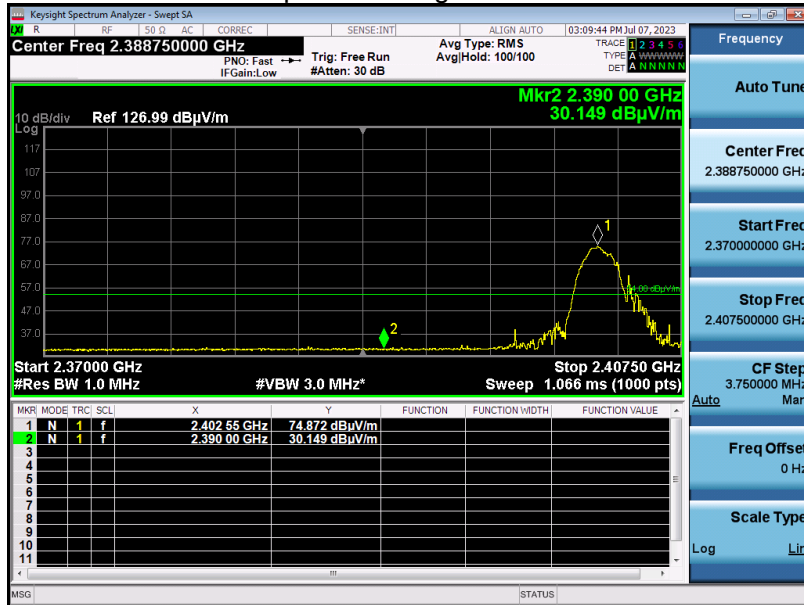 Keysight Spectrum Analyzer - Swept SA
LXI R RF 50 Ω AC CORREC SENSE:INT ALIGN AUTO 03:09:44 PM Jul 07, 2023
Center Freq 2.388750000 GHz
PNO: Fast
IFGain:Low
Trig: Free Run
#Atten: 30 dB
Avg Type: RMS
Avg|Hold: 100/100
TRACE 1 2 3 4 5 6
TYPE A WWWWW
DET A N N N N N
Mkr2 2.390 00 GHz
30.149 dBµV/m
10 dB/div Ref 126.99 dBµV/m
Log
117
107
97.0
87.0
77.0
67.0
57.0
47.0
37.0
1
2
Start 2.37000 GHz Stop 2.40750 GHz
#Res BW 1.0 MHz #VBW 3.0 MHz* Sweep 1.066 ms (1000 pts)
MKR MODE TRC SCL X Y FUNCTION FUNCTION WIDTH FUNCTION VALUE
1 N 1 f 2.402 55 GHz 74.872 dBµV/m
2 N 1 f 2.390 00 GHz 30.149 dBµV/m
3
4
5
6
7
8
9
10
11
MSG STATUS
Frequency
Auto Tune
Center Freq
2.388750000 GHz
Start Freq
2.370000000 GHz
Stop Freq
2.407500000 GHz
CF Step
3.750000 MHz
Auto Man
Freq Offset
0 Hz
Scale Type
Log Lin